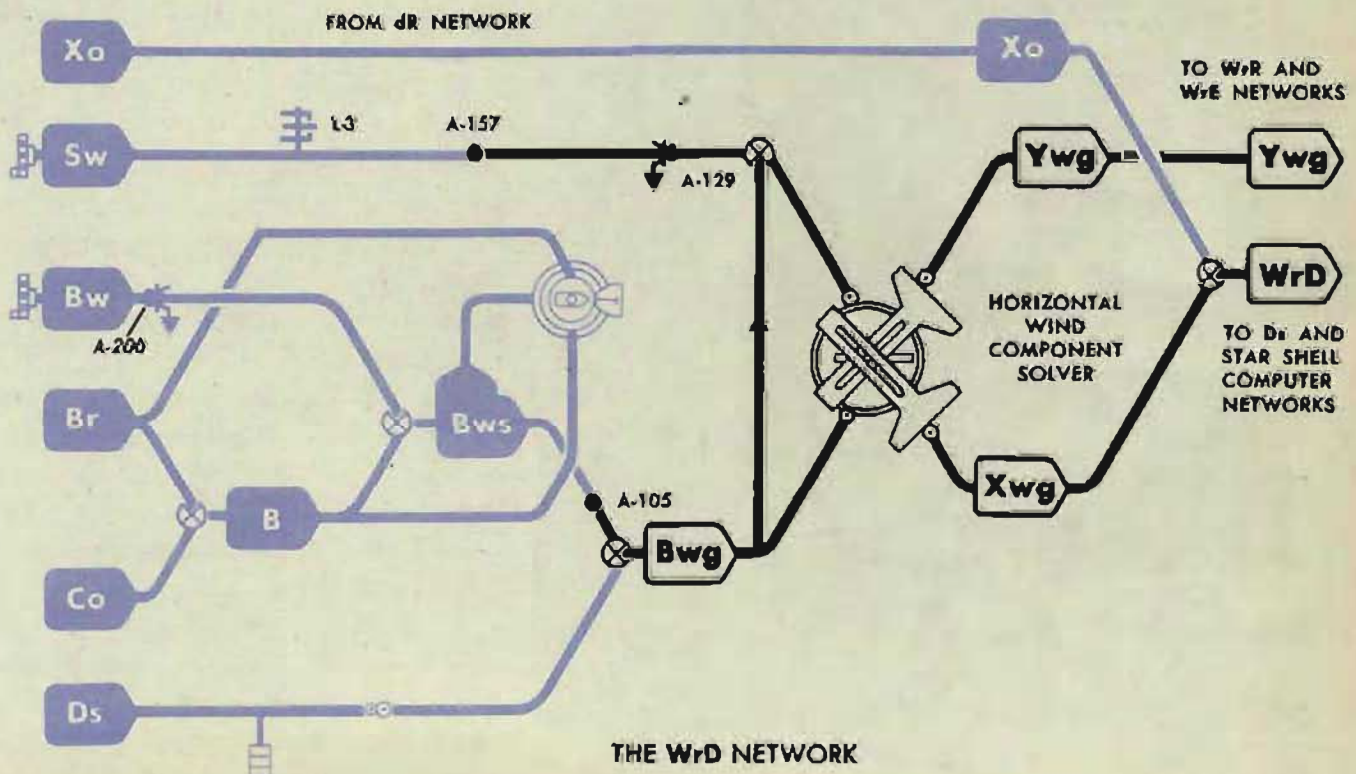 FROM dR NETWORK
Xo
Xo
TO WrR AND
WrE NETWORKS
Sw
L-3
A-157
A-129
Ywg
Ywg
Bw
A-200
HORIZONTAL
WIND
COMPONENT
SOLVER
WrD
TO Ds AND
STAR SHELL
COMPUTER
NETWORKS
Br
Bws
Xwg
B
A-105
Bwg
Co
Ds
THE WrD NETWORK